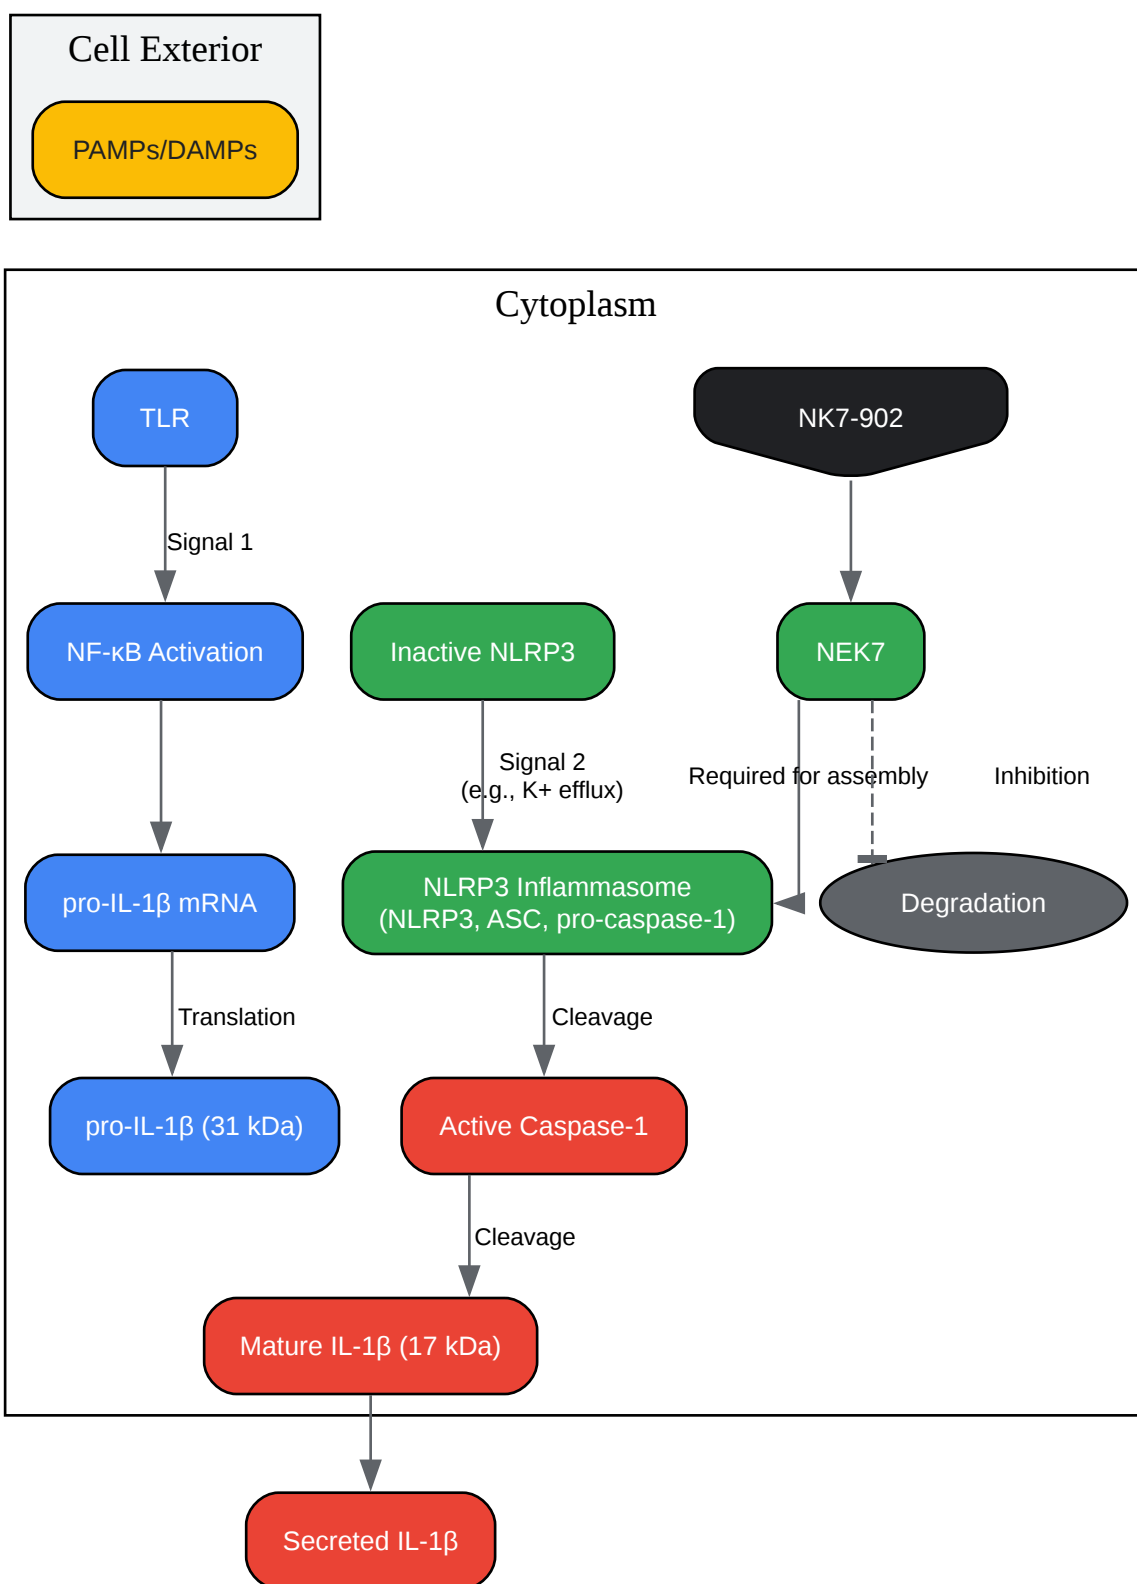 Cell Exterior
PAMPs/DAMPs
Cytoplasm
TLR
NK7-902
Signal 1
NF-κB Activation
Inactive NLRP3
NEK7
Signal 2
(e.g., K+ efflux)
Required for assembly
Inhibition
pro-IL-1β mRNA
NLRP3 Inflammasome
(NLRP3, ASC, pro-caspase-1)
Degradation
Translation
Cleavage
pro-IL-1β (31 kDa)
Active Caspase-1
Cleavage
Mature IL-1β (17 kDa)
Secreted IL-1β